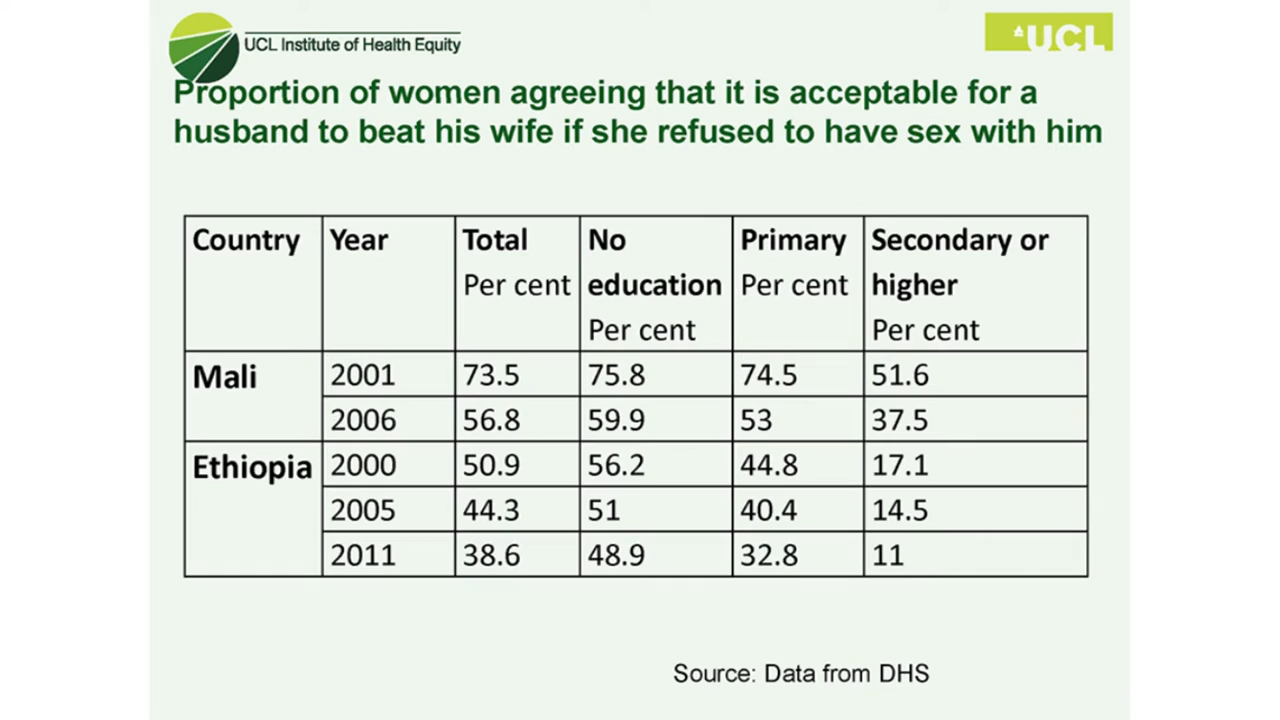 UCL Institute of Health Equity
UCL
Proportion of women agreeing that it is acceptable for a
husband to beat his wife if she refused to have sex with him
Country Year Total Per cent No education Per cent Primary Per cent Secondary or higher Per cent
Mali 2001 73.5 75.8 74.5 51.6
2006 56.8 59.9 53 37.5
Ethiopia 2000 50.9 56.2 44.8 17.1
2005 44.3 51 40.4 14.5
2011 38.6 48.9 32.8 11
Source: Data from DHS